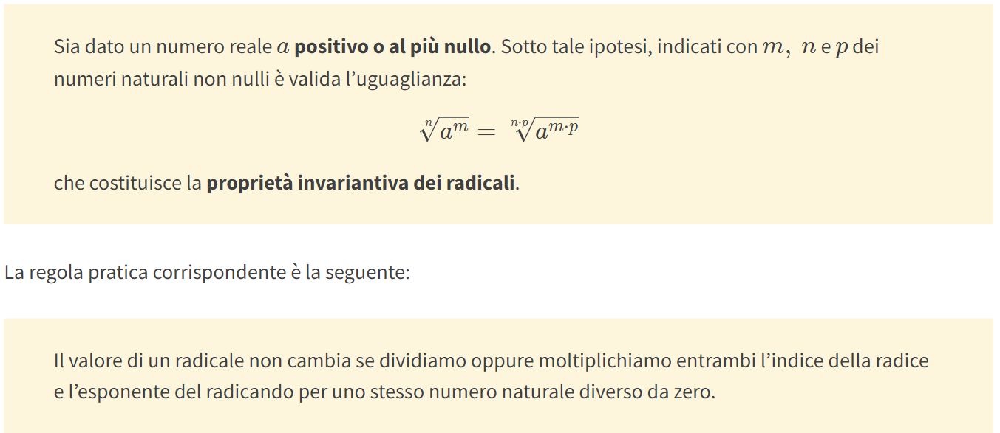 Sia dato un numero reale a positivo o al più nullo. Sotto tale ipotesi, indicati con m, n e p dei
numeri naturali non nulli è valida l’uguaglianza:
\sqrt[n]{a^m} = \sqrt[n·p]{a^{m·p}}
che costituisce la proprietà invariantiva dei radicali.
La regola pratica corrispondente è la seguente:
Il valore di un radicale non cambia se dividiamo oppure moltiplichiamo entrambi l’indice della radice
e l’esponente del radicando per uno stesso numero naturale diverso da zero.